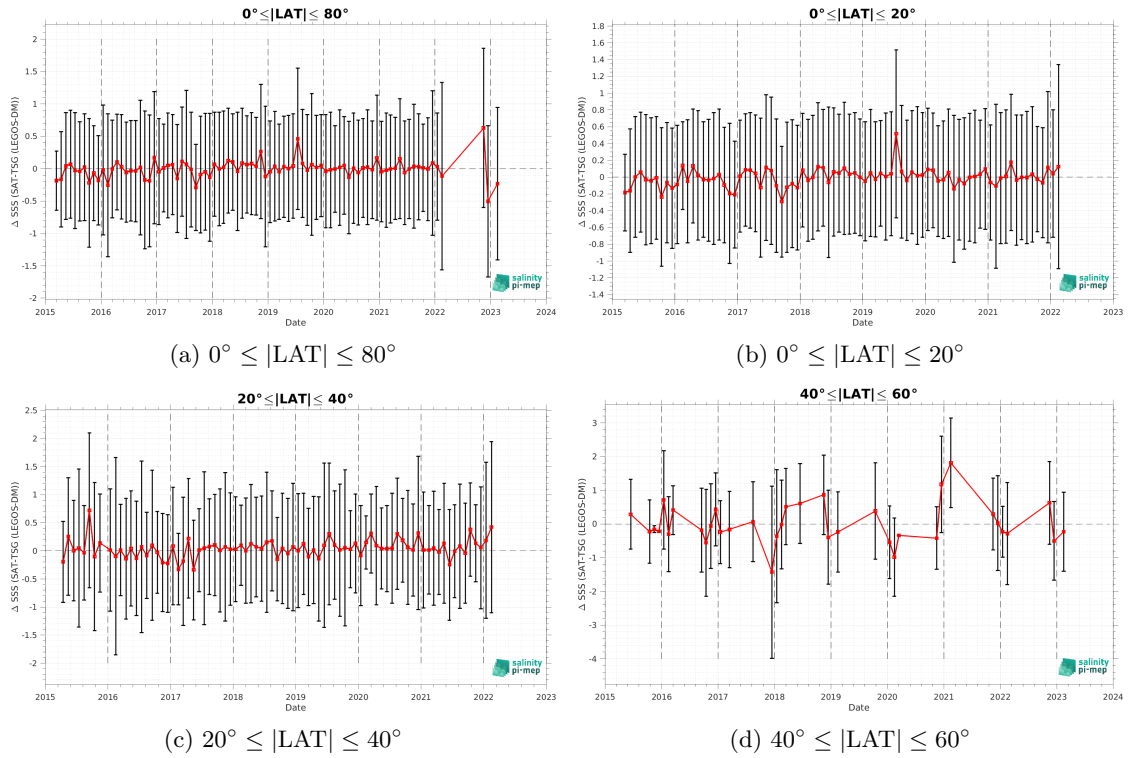 0°≤|LAT|≤ 80°
Δ SSS (SAT-TSG (LEGOS-DM))
2
1.5
1
0.5
0
-0.5
-1
-1.5
-2
2015 2016 2017 2018 2019 2020 2021 2022 2023 2024
Date
salinity
pi-mep
(a) 0° ≤ |LAT| ≤ 80°
0°≤|LAT|≤ 20°
Δ SSS (SAT-TSG (LEGOS-DM))
1.8
1.6
1.4
1.2
1
0.8
0.6
0.4
0.2
0
-0.2
-0.4
-0.6
-0.8
-1
-1.2
-1.4
2015 2016 2017 2018 2019 2020 2021 2022 2023
Date
salinity
pi-mep
(b) 0° ≤ |LAT| ≤ 20°
20°≤|LAT|≤ 40°
Δ SSS (SAT-TSG (LEGOS-DM))
2.5
2
1.5
1
0.5
0
-0.5
-1
-1.5
-2
2015 2016 2017 2018 2019 2020 2021 2022 2023
Date
salinity
pi-mep
(c) 20° ≤ |LAT| ≤ 40°
40°≤|LAT|≤ 60°
Δ SSS (SAT-TSG (LEGOS-DM))
3
2
1
0
-1
-2
-3
-4
2015 2016 2017 2018 2019 2020 2021 2022 2023 2024
Date
salinity
pi-mep
(d) 40° ≤ |LAT| ≤ 60°